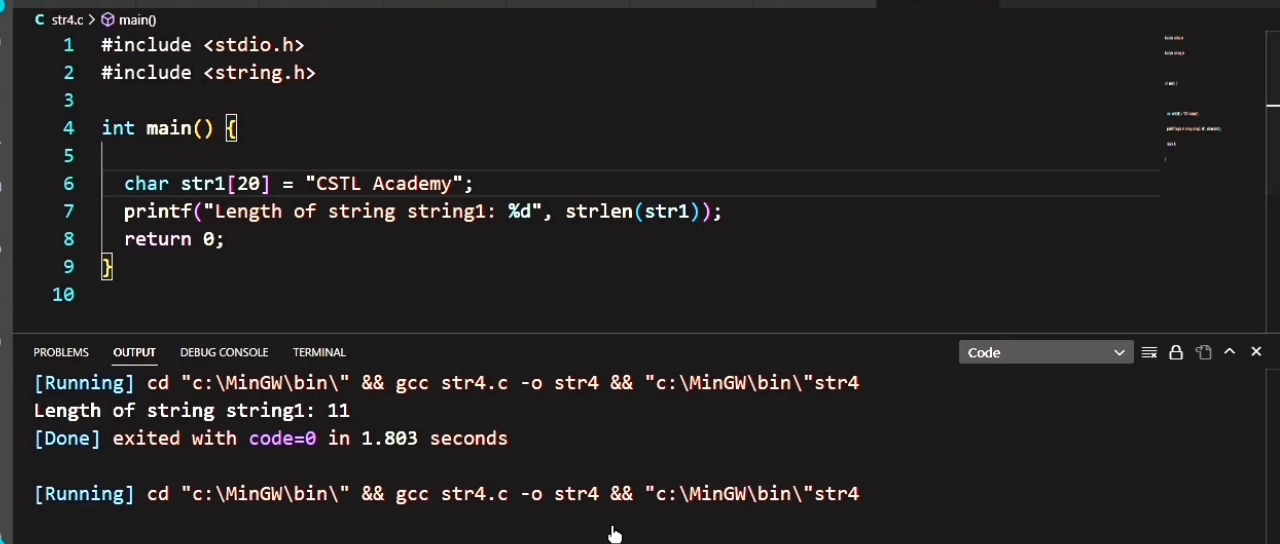 C str4.c > main()
1 #include <stdio.h>
2 #include <string.h>
3
4 int main() {
5
6 char str1[20] = "CSTL Academy";
7 printf("Length of string string1: %d", strlen(str1));
8 return 0;
9 }
10
PROBLEMS OUTPUT DEBUG CONSOLE TERMINAL Code
[Running] cd "c:\MinGW\bin\" && gcc str4.c -o str4 && "c:\MinGW\bin\"str4
Length of string string1: 11
[Done] exited with code=0 in 1.803 seconds
[Running] cd "c:\MinGW\bin\" && gcc str4.c -o str4 && "c:\MinGW\bin\"str4